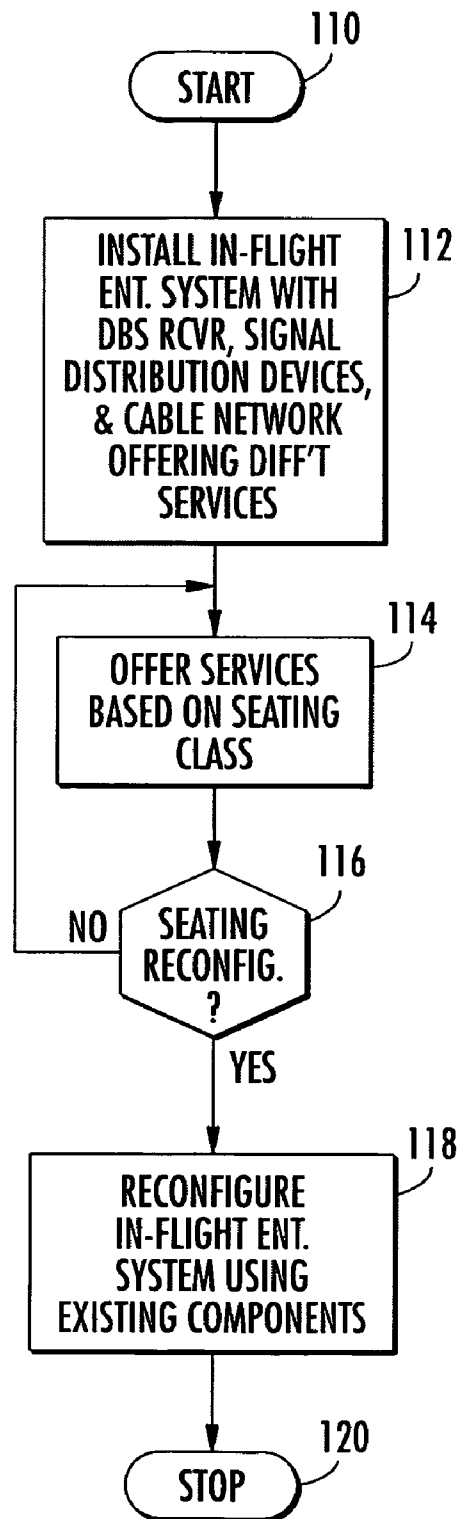 110
START
112
INSTALL IN-FLIGHT
ENT. SYSTEM WITH
DBS RCVR, SIGNAL
DISTRIBUTION DEVICES,
& CABLE NETWORK
OFFERING DIFF'T
SERVICES
114
OFFER SERVICES
BASED ON SEATING
CLASS
116
NO
SEATING
RECONFIG.
?
YES
118
RECONFIGURE
IN-FLIGHT ENT.
SYSTEM USING
EXISTING COMPONENTS
120
STOP